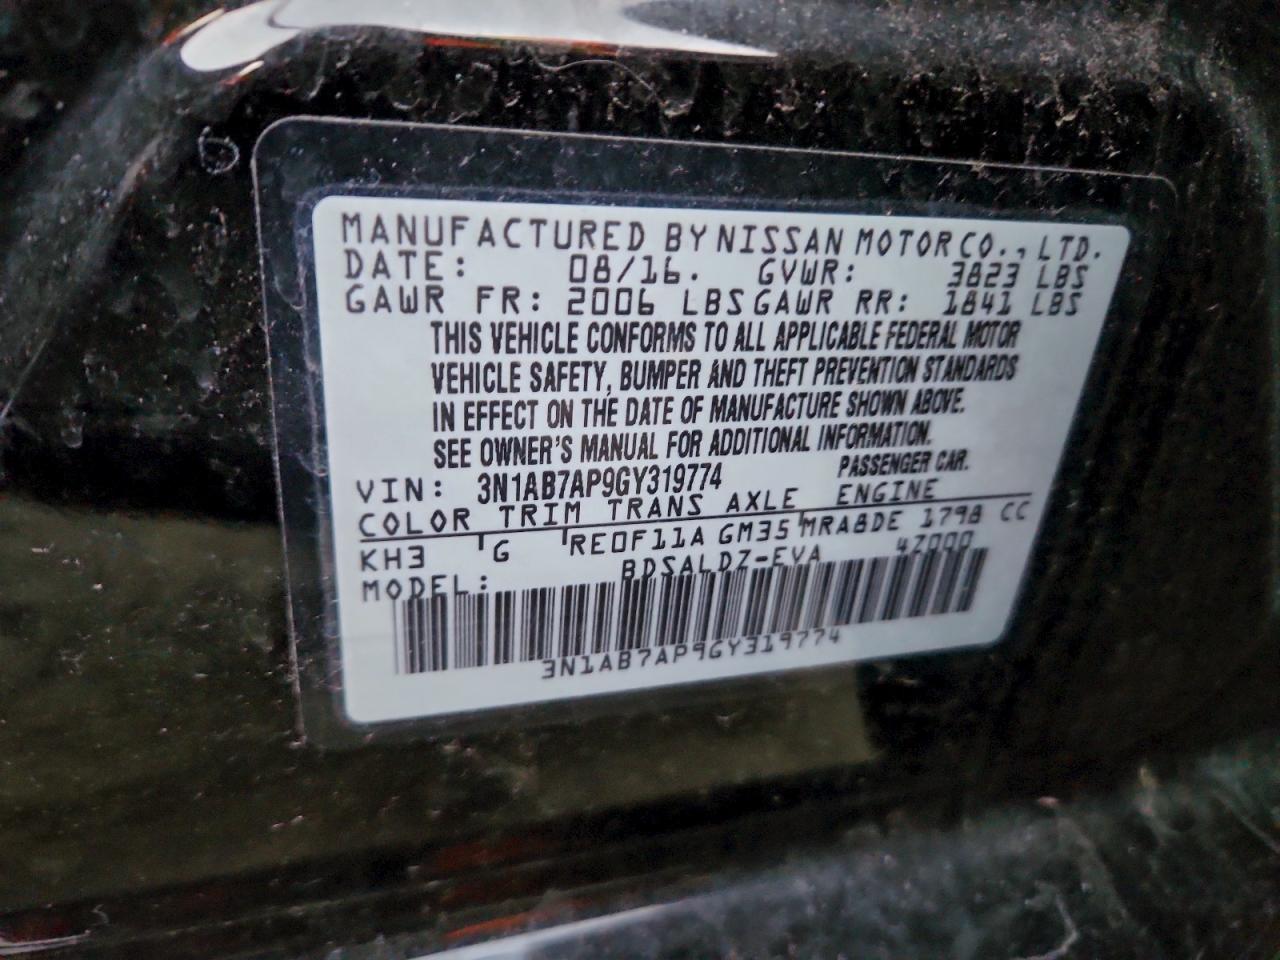 MANUFACTURED BY NISSAN MOTOR CO., LTD.
DATE: 08/16. GVWR: 3823 LBS
GAWR FR: 2006 LBS GAWR RR: 1841 LBS
THIS VEHICLE CONFORMS TO ALL APPLICABLE FEDERAL MOTOR
VEHICLE SAFETY, BUMPER AND THEFT PREVENTION STANDARDS
IN EFFECT ON THE DATE OF MANUFACTURE SHOWN ABOVE.
SEE OWNER'S MANUAL FOR ADDITIONAL INFORMATION.
VIN: 3N1AB7AP9GY319774 PASSENGER CAR.
COLOR TRIM TRANS AXLE ENGINE
KH3 G RE0F11A GM35 MRA8DE 1798 CC
MODEL: BDSALDZ-EVA 4Z000
3N1AB7AP9GY319774